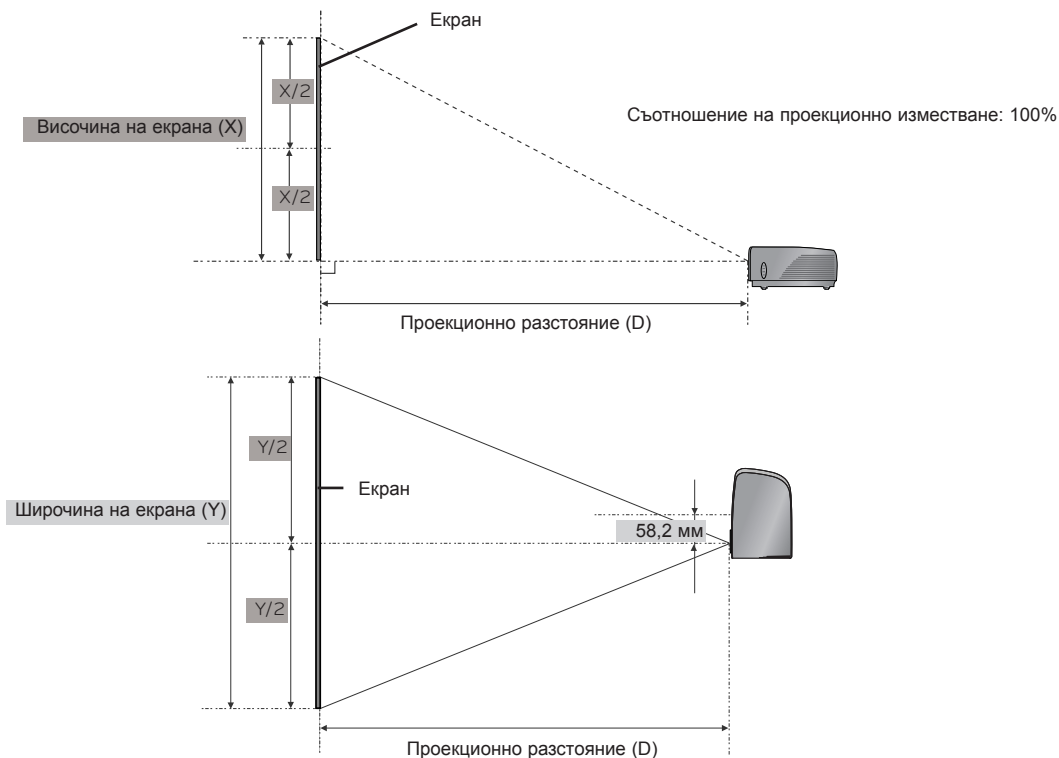 Екран
X/2
Съотношение на проекционно изместване: 100%
Височина на екрана (X)
X/2
Проекционно разстояние (D)
Y/2
Екран
Широчина на екрана (Y)
58,2 мм
Y/2
Проекционно разстояние (D)